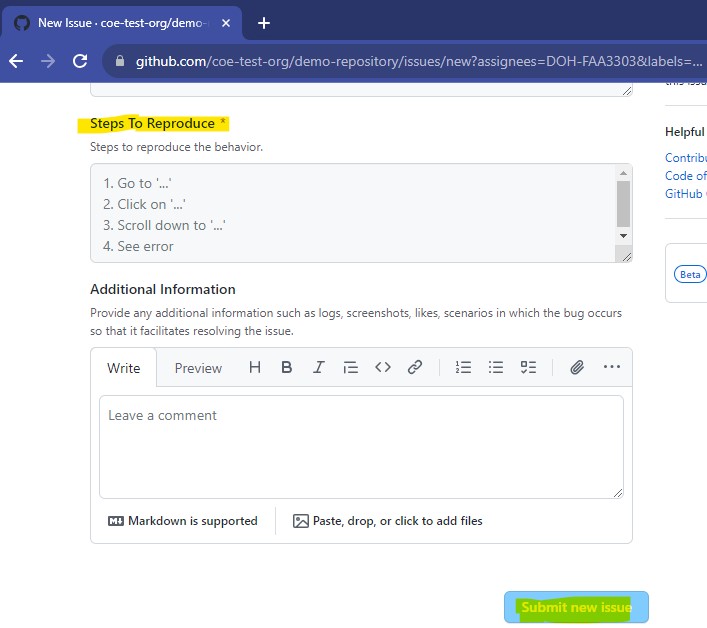 New Issue · coe-test-org/demo-
github.com/coe-test-org/demo-repository/issues/new?assignees=DOH-FAA3303&labels=...
Steps To Reproduce *
Steps to reproduce the behavior.
1. Go to '...'
2. Click on '...'
3. Scroll down to '...'
4. See error
Additional Information
Provide any additional information such as logs, screenshots, likes, scenarios in which the bug occurs
so that it facilitates resolving the issue.
Write Preview H B I
Leave a comment
Markdown is supported
Paste, drop, or click to add files
Submit new issue
Helpful
Contribu
Code of
GitHub
Beta